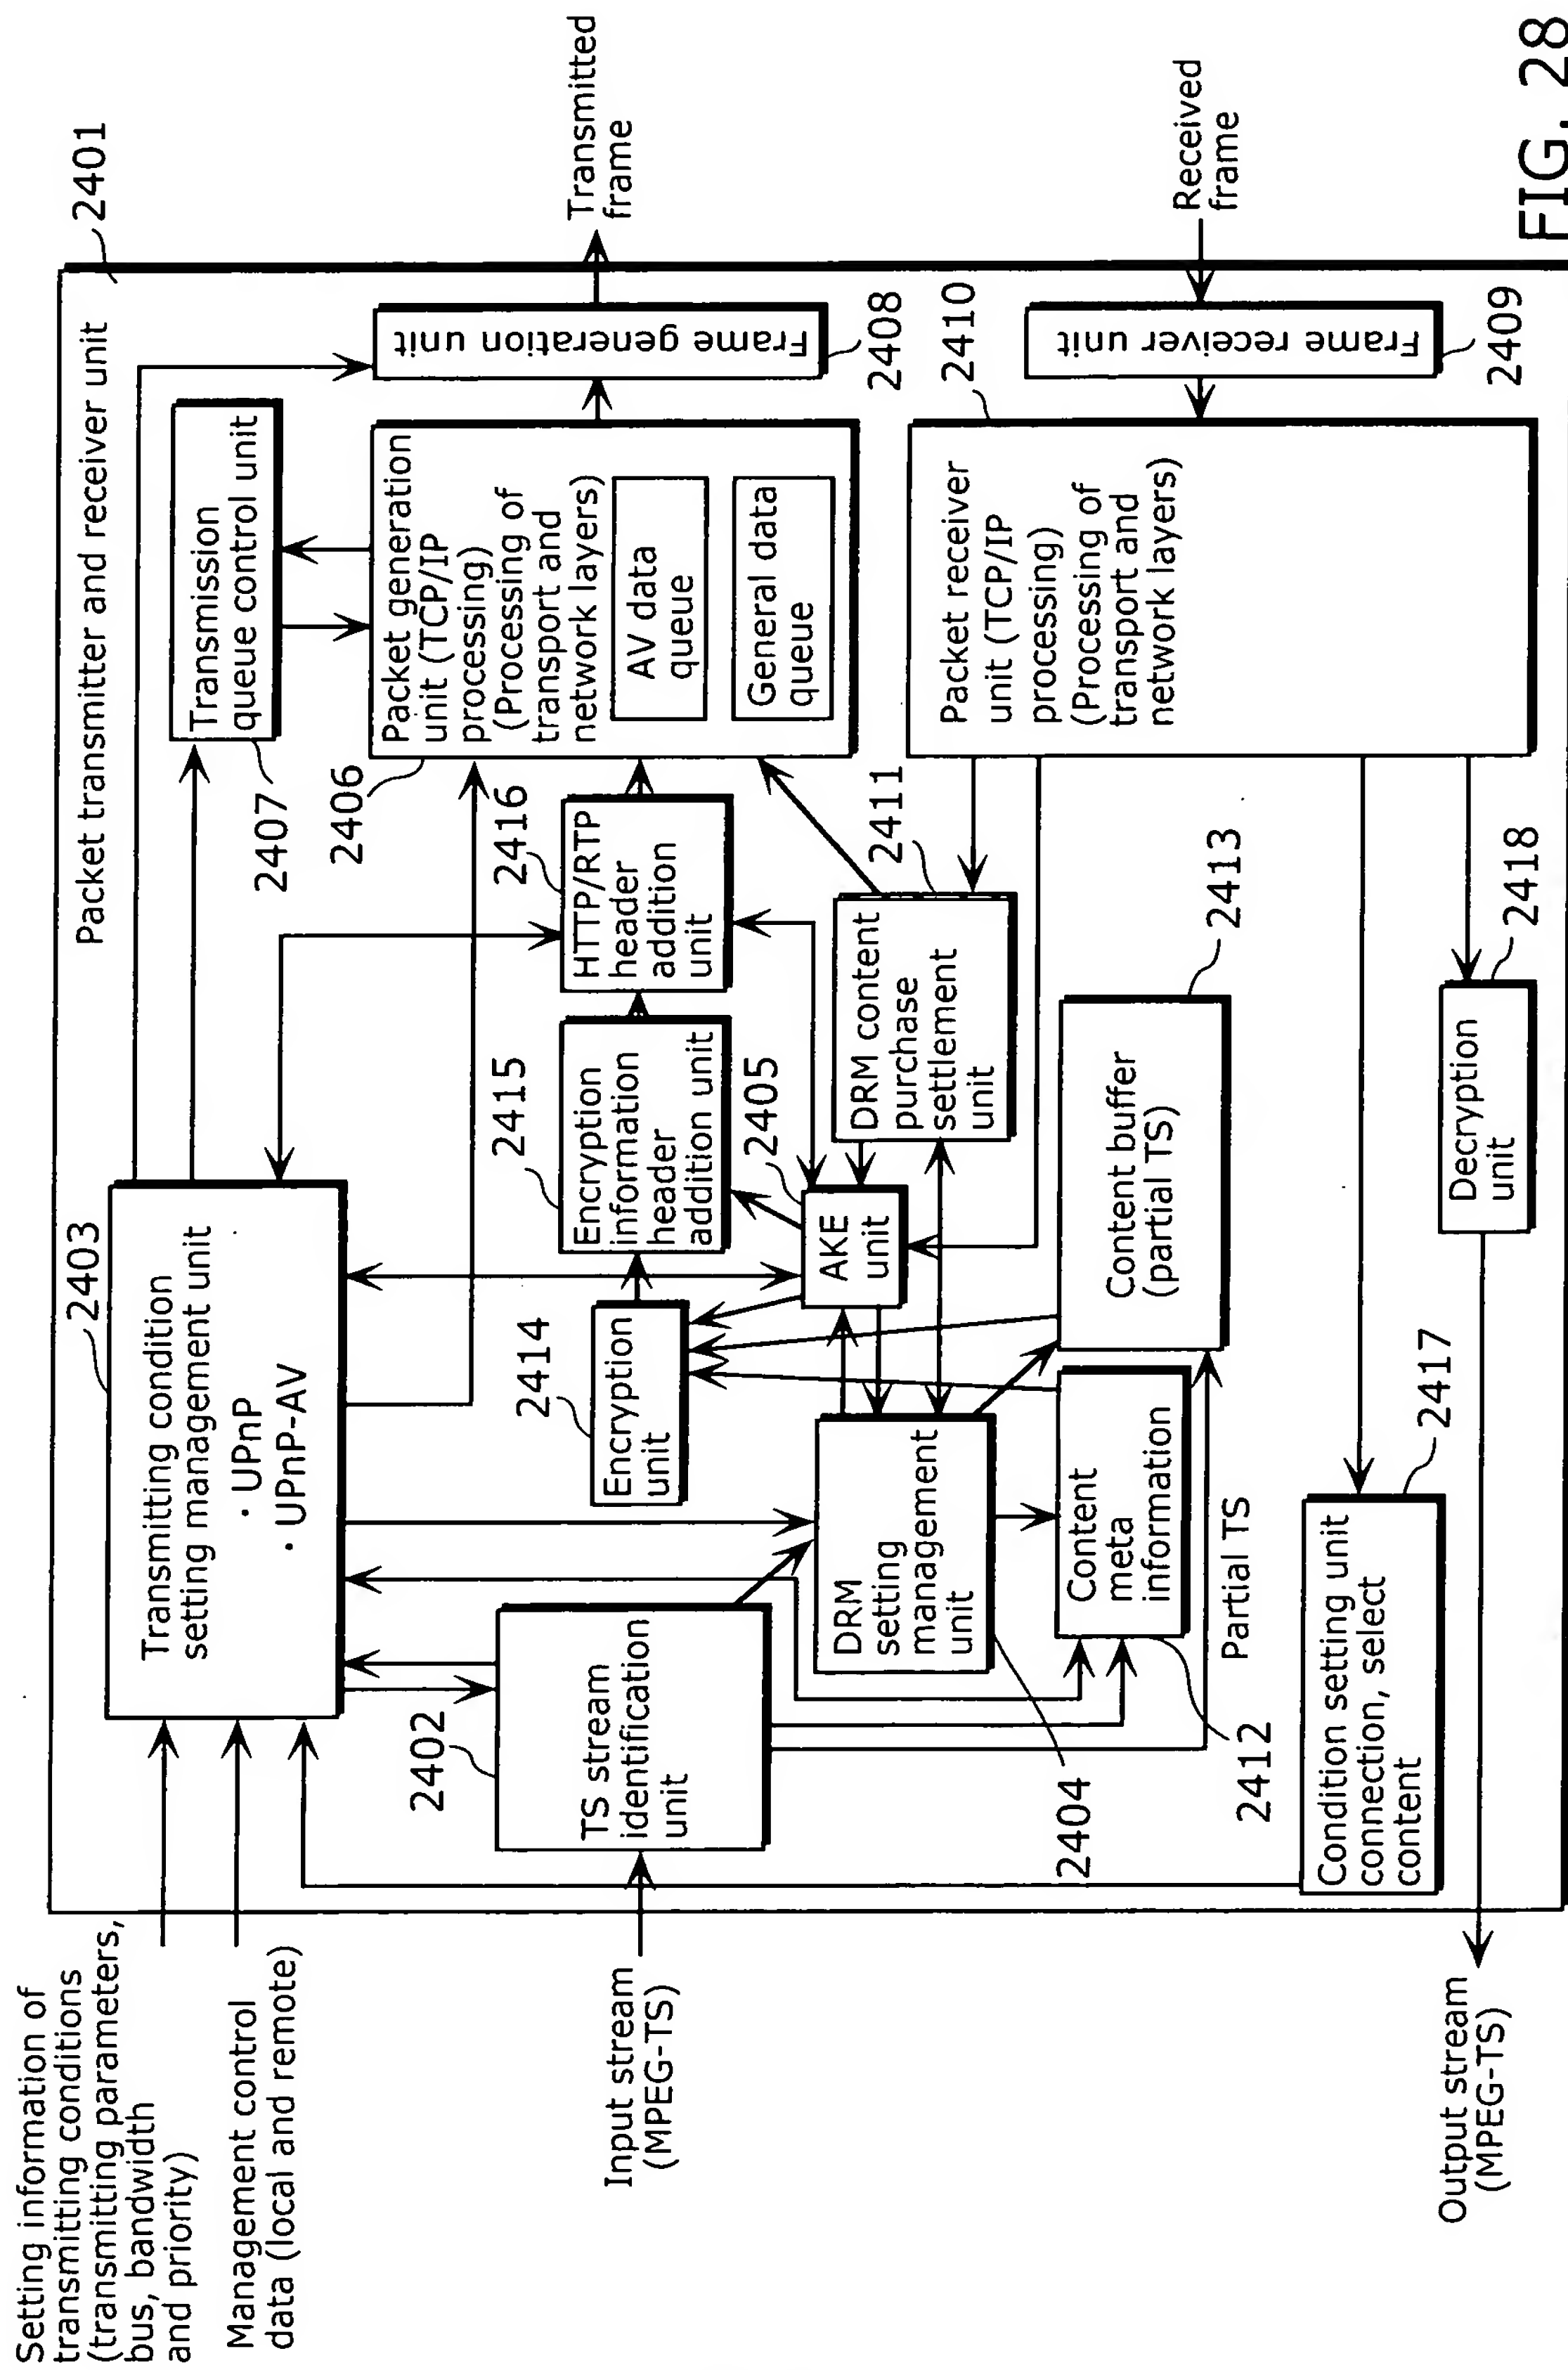 Packet transmitter and receiver unit
2401
Setting information of
transmitting conditions
(transmitting parameters,
bus, bandwidth
and priority)
Management control
data (local and remote)
2403
Transmitting condition
setting management unit
· UPnP
· UPnP-AV
Transmission
queue control unit
2407
2406
Packet generation
unit (TCP/IP
processing)
(Processing of
transport and
network layers)
AV data
queue
General data
queue
Frame generation unit
2408
Transmitted
frame
Input stream
(MPEG-TS)
2402
TS stream
identification
unit
2414
Encryption
unit
2415
Encryption
information
header
addition unit
2416
HTTP/RTP
header
addition
unit
2405
AKE
unit
2411
DRM content
purchase
settlement
unit
DRM
setting
management
unit
2404
Content
meta
information
2412
Partial TS
Content buffer
(partial TS)
2413
2410
Packet receiver
unit (TCP/IP
processing)
(Processing of
transport and
network layers)
Frame receiver unit
2409
Received
frame
Condition setting unit
connection, select
content
2417
Decryption
unit
2418
Output stream
(MPEG-TS)
FIG. 28